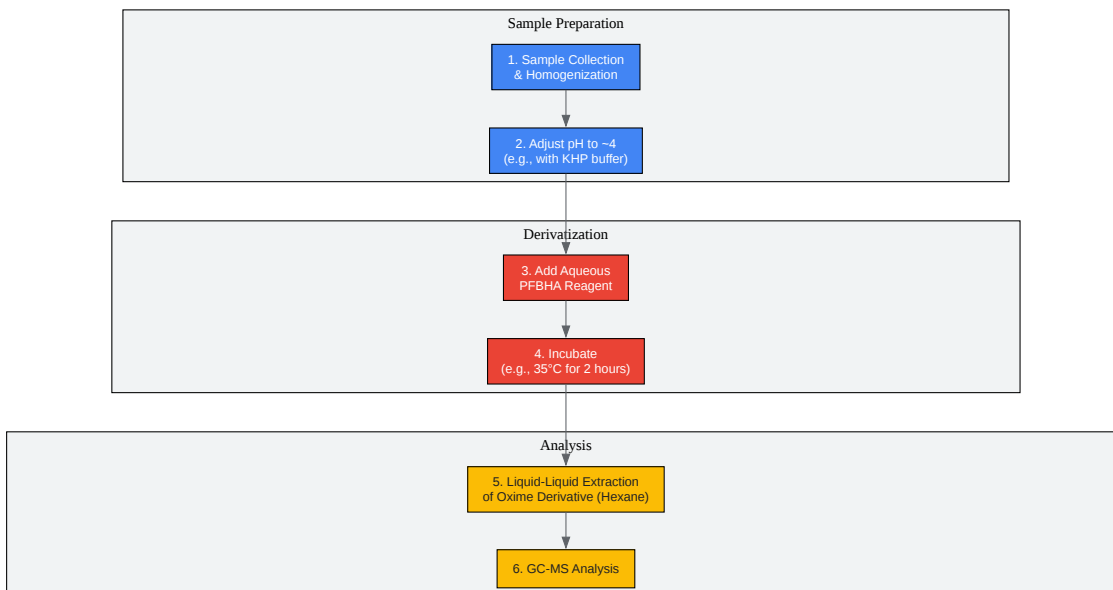 Sample Preparation
1. Sample Collection
& Homogenization
2. Adjust pH to ~4
(e.g., with KHP buffer)
Derivatization
3. Add Aqueous
PFBHA Reagent
4. Incubate
(e.g., 35°C for 2 hours)
Analysis
5. Liquid-Liquid Extraction
of Oxime Derivative (Hexane)
6. GC-MS Analysis